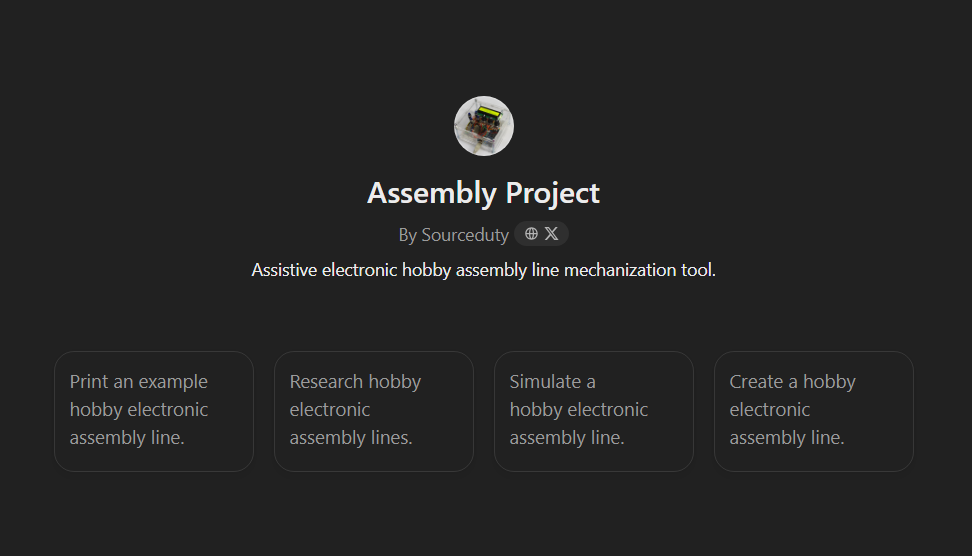 Assembly Project
By Sourceduty
Assistive electronic hobby assembly line mechanization tool.
Print an example
hobby electronic
assembly line.
Research hobby
electronic
assembly lines.
Simulate a
hobby electronic
assembly line.
Create a hobby
electronic
assembly line.